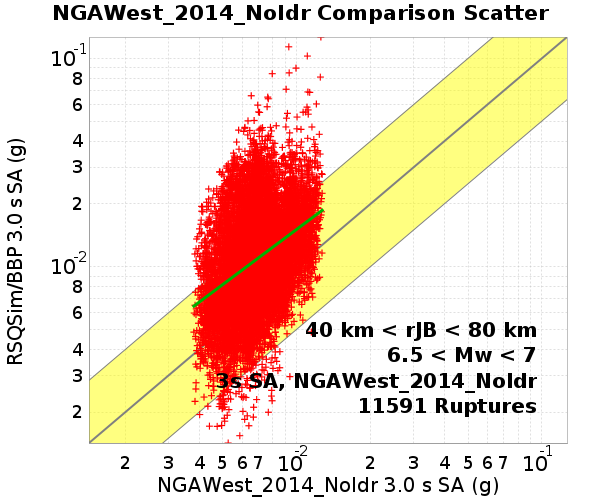 NGAWest_2014_NoIdr Comparison Scatter
RSQSim/BBP 3.0 s SA (g)
10-1
8
6
4
3
2
10-2
8
6
4
3
2
40 km < rJB < 80 km
6.5 < Mw < 7
3s SA, NGAWest_2014_NoIdr
11591 Ruptures
2 3 4 5 6 7 10-2 2 3 4 5 6 7 10-1
NGAWest_2014_NoIdr 3.0 s SA (g)